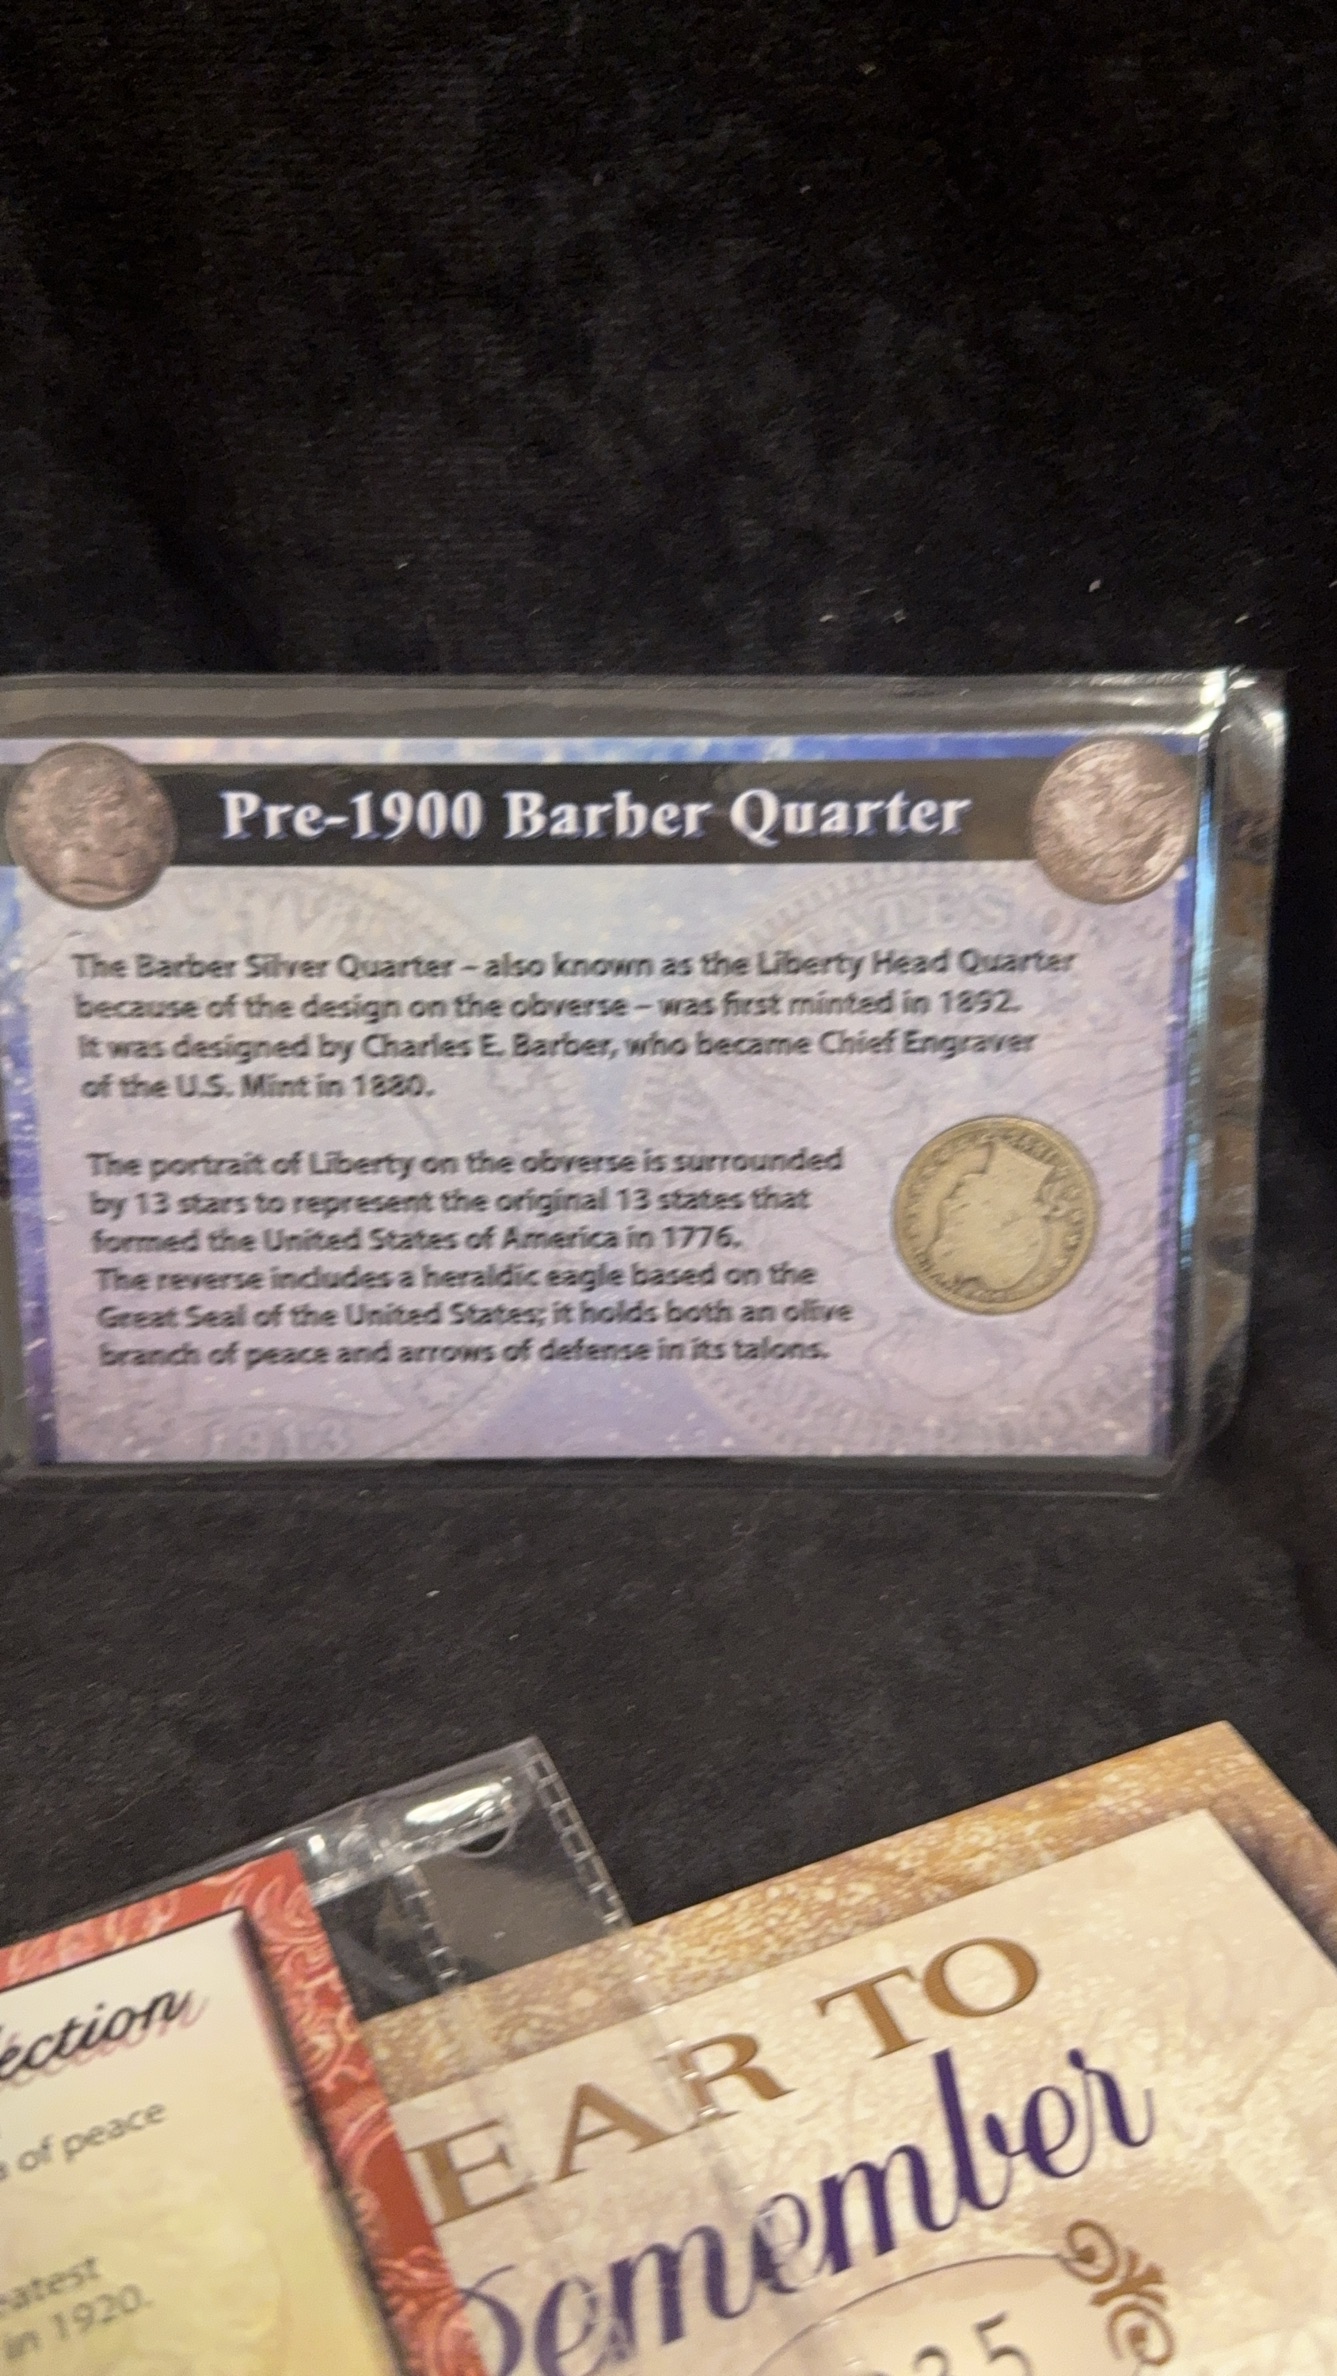 Pre-1900 Barber Quarter
The Barber Silver Quarter – also known as the Liberty Head Quarter
because of the design on the obverse – was first minted in 1892.
It was designed by Charles E. Barber, who became Chief Engraver
of the U.S. Mint in 1880.
The portrait of Liberty on the obverse is surrounded
by 13 stars to represent the original 13 states that
formed the United States of America in 1776.
The reverse includes a heraldic eagle based on the
Great Seal of the United States; it holds both an olive
branch of peace and arrows of defense in its talons.
1913
ection
of peace
eatest
in 1920.
EAR TO
Remember
35